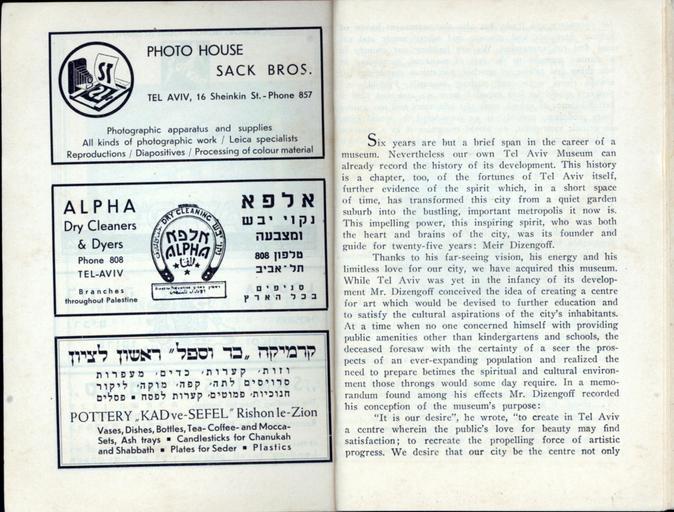 PHOTO HOUSE
SACK BROS.
TEL AVIV, 16 Sheinkin St. - Phone 857
Photographic apparatus and supplies
All kinds of photographic work / Leica specialists
Reproductions / Diapositives / Processing of colour material
ALPHA
Dry Cleaners
& Dyers
Phone 808
TEL-AVIV
Branches
throughout Palestine
DRY CLEANING
אלפא
ALPHA
אלפא
נקוי יבש
ומצבעה
טלפון 808
תל־אביב
סניפים
בכל הארץ
קרמיקה „כד וספל" ראשון לציון
וזות, קערות, כדים, מעפרות
סרויסים לתה, קפה, מוקה, ליקור
חנוכיות, פמוטים, קערות לפסח • פסלים
POTTERY „KAD ve-SEFEL" Rishon le-Zion
Vases, Dishes, Bottles, Tea- Coffee- and Mocca-
Sets, Ash trays ▪ Candlesticks for Chanukah
and Shabbath ▪ Plates for Seder ▪ Plastics
Six years are but a brief span in the career of a
museum. Nevertheless our own Tel Aviv Museum can
already record the history of its development. This history
is a chapter, too, of the fortunes of Tel Aviv itself,
further evidence of the spirit which, in a short space
of time, has transformed this city from a quiet garden
suburb into the bustling, important metropolis it now is.
This impelling power, this inspiring spirit, who was both
the heart and brains of the city, was its founder and
guide for twenty-five years: Meir Dizengoff.
Thanks to his far-seeing vision, his energy and his
limitless love for our city, we have acquired this museum.
While Tel Aviv was yet in the infancy of its develop-
ment Mr. Dizengoff conceived the idea of creating a centre
for art which would be devised to further education and
to satisfy the cultural aspirations of the city's inhabitants.
At a time when no one concerned himself with providing
public amenities other than kindergartens and schools, the
deceased foresaw with the certainty of a seer the pros-
pects of an ever-expanding population and realized the
need to prepare betimes the spiritual and cultural environ-
ment those throngs would some day require. In a memo-
randum found among his effects Mr. Dizengoff recorded
his conception of the museum's purpose:
"It is our desire", he wrote, "to create in Tel Aviv
a centre wherein the public's love for beauty may find
satisfaction; to recreate the propelling force of artistic
progress. We desire that our city be the centre not only